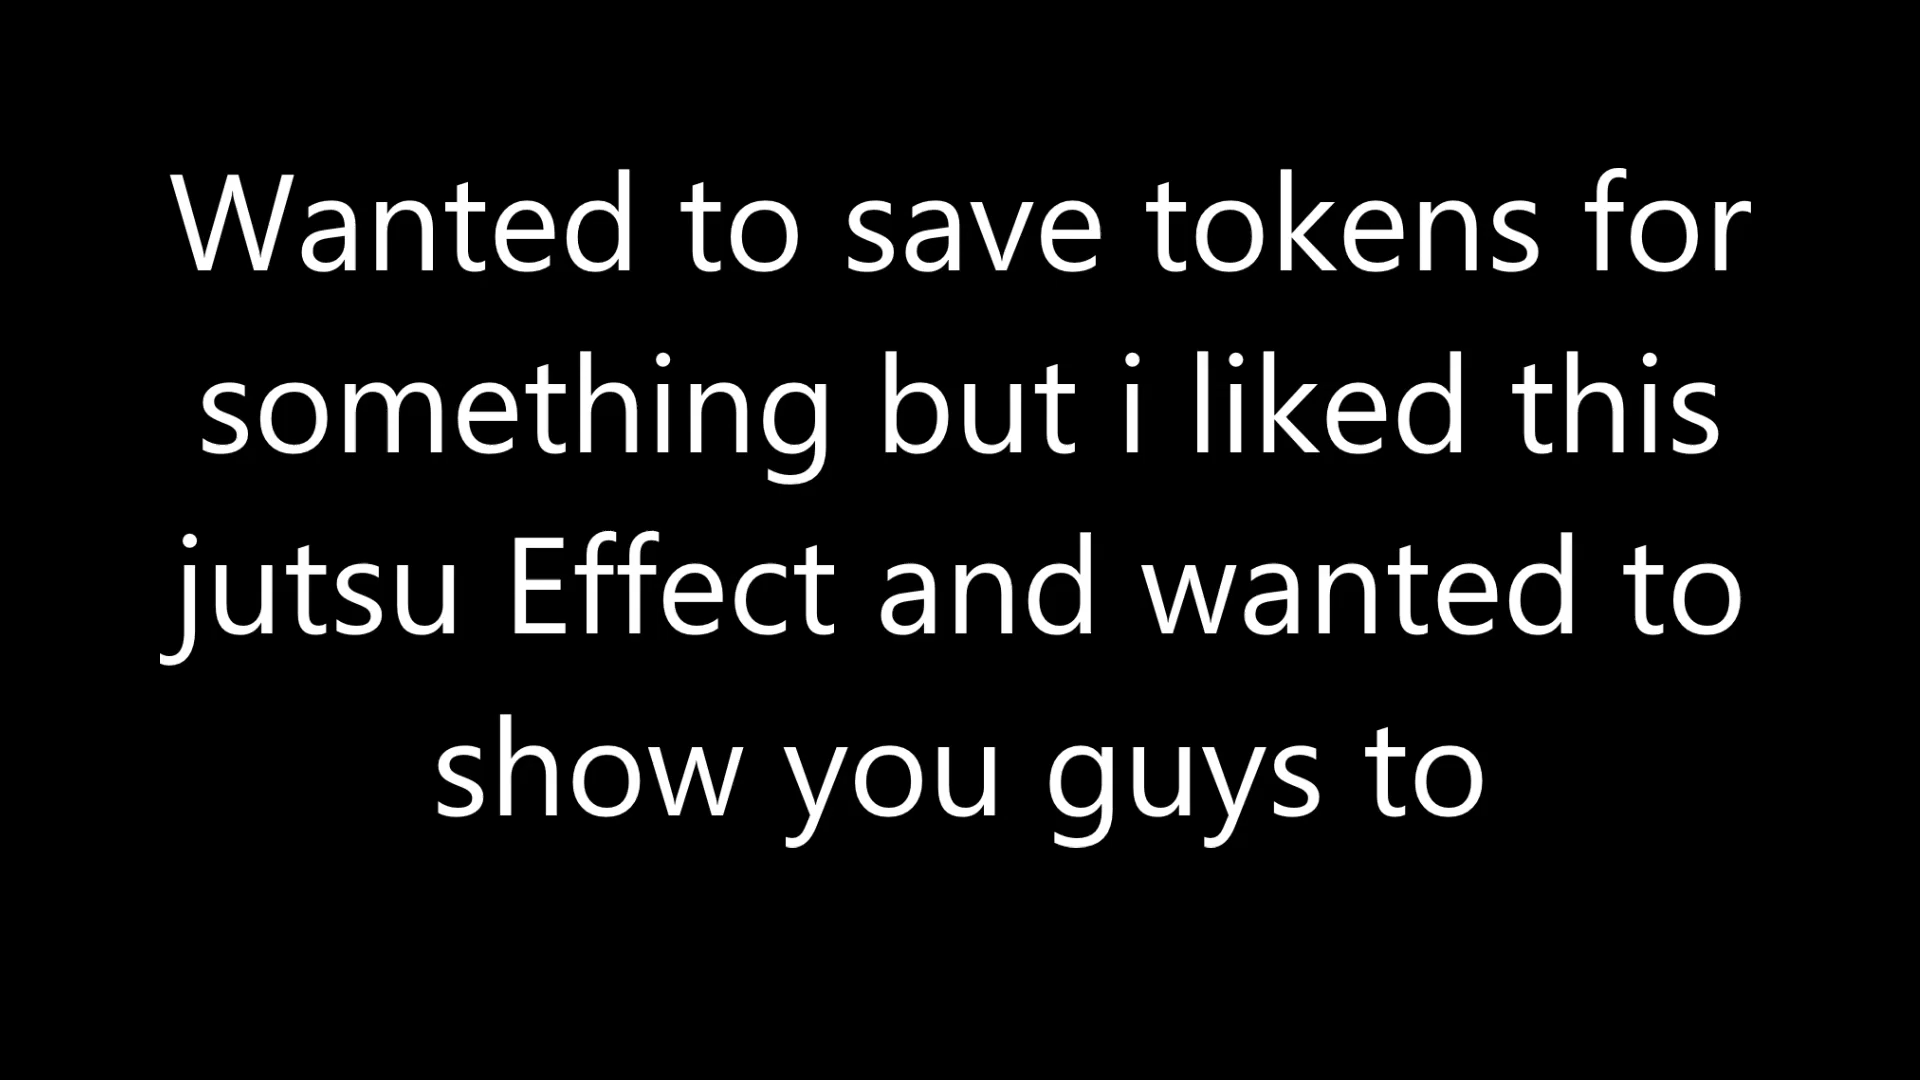 Wanted to save tokens for
something but i liked this
jutsu Effect and wanted to
show you guys to